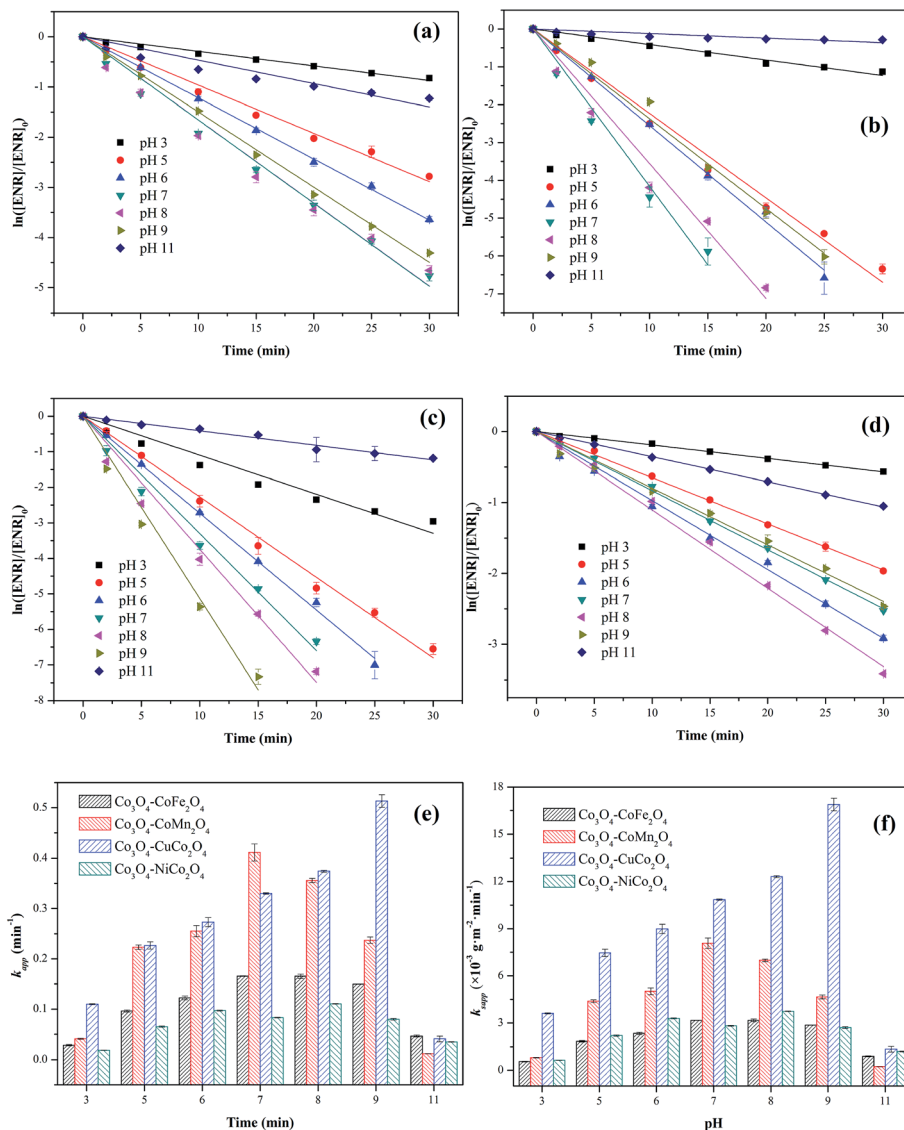 (a)
ln([ENR]/[ENR]0)
0
-1
-2
-3
-4
-5
pH 3
pH 5
pH 6
pH 7
pH 8
pH 9
pH 11
0 5 10 15 20 25 30
Time (min)
(b)
ln([ENR]/[ENR]0)
0
-1
-2
-3
-4
-5
-6
-7
pH 3
pH 5
pH 6
pH 7
pH 8
pH 9
pH 11
0 5 10 15 20 25 30
Time (min)
(c)
ln([ENR]/[ENR]0)
0
-1
-2
-3
-4
-5
-6
-7
-8
pH 3
pH 5
pH 6
pH 7
pH 8
pH 9
pH 11
0 5 10 15 20 25 30
Time (min)
(d)
ln([ENR]/[ENR]0)
0
-1
-2
-3
pH 3
pH 5
pH 6
pH 7
pH 8
pH 9
pH 11
0 5 10 15 20 25 30
Time (min)
(e)
Co3O4-CoFe2O4
Co3O4-CoMn2O4
Co3O4-CuCo2O4
Co3O4-NiCo2O4
kapp (min-1)
0.5
0.4
0.3
0.2
0.1
0.0
3 5 6 7 8 9 11
Time (min)
(f)
Co3O4-CoFe2O4
Co3O4-CoMn2O4
Co3O4-CuCo2O4
Co3O4-NiCo2O4
ksapp (×10-3 g·m-2·min-1)
18
15
12
9
6
3
0
3 5 6 7 8 9 11
pH